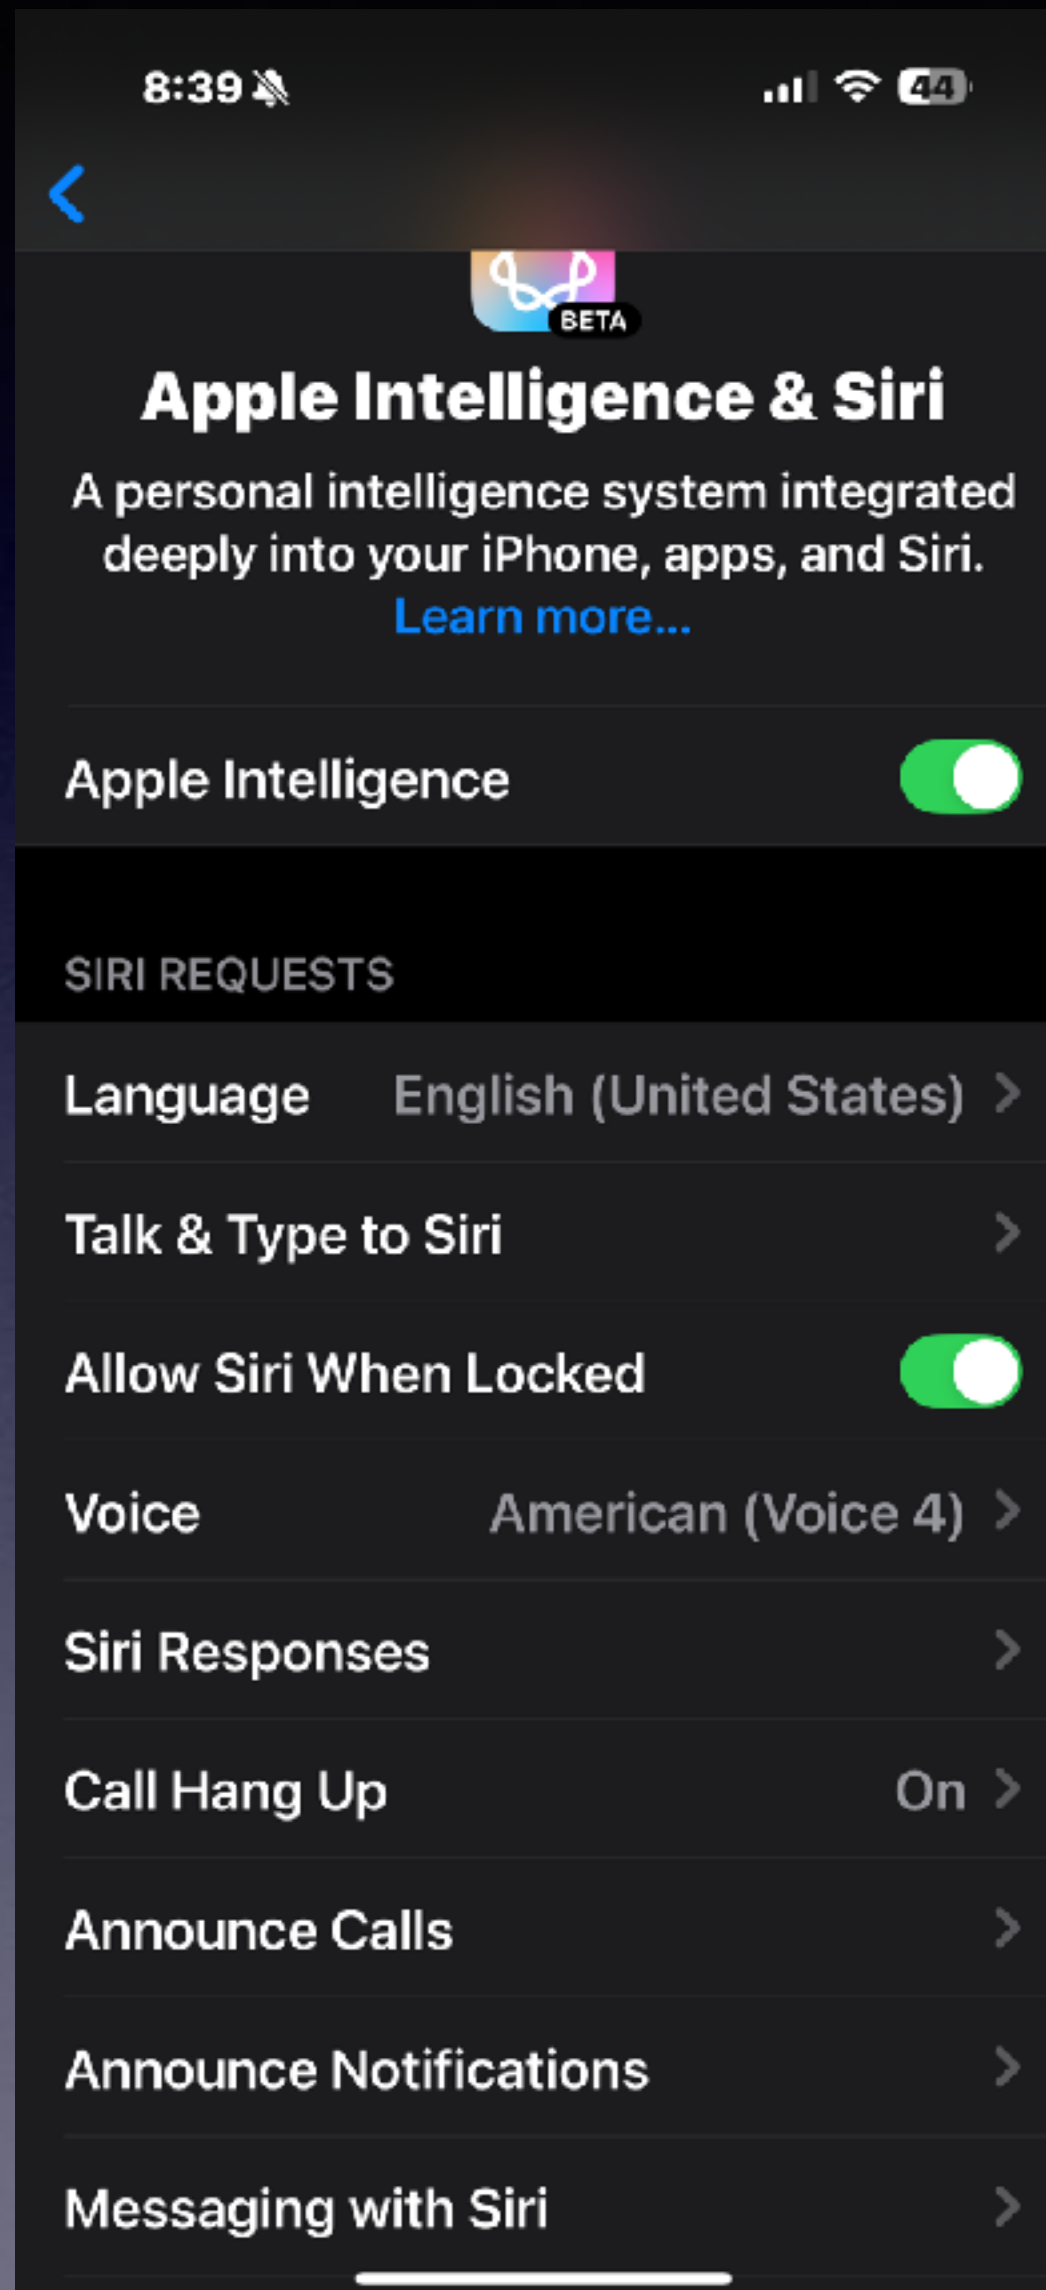 8:39
44
BETA
Apple Intelligence & Siri
A personal intelligence system integrated
deeply into your iPhone, apps, and Siri.
Learn more...
Apple Intelligence
SIRI REQUESTS
Language English (United States)
Talk & Type to Siri
Allow Siri When Locked
Voice American (Voice 4)
Siri Responses
Call Hang Up On
Announce Calls
Announce Notifications
Messaging with Siri